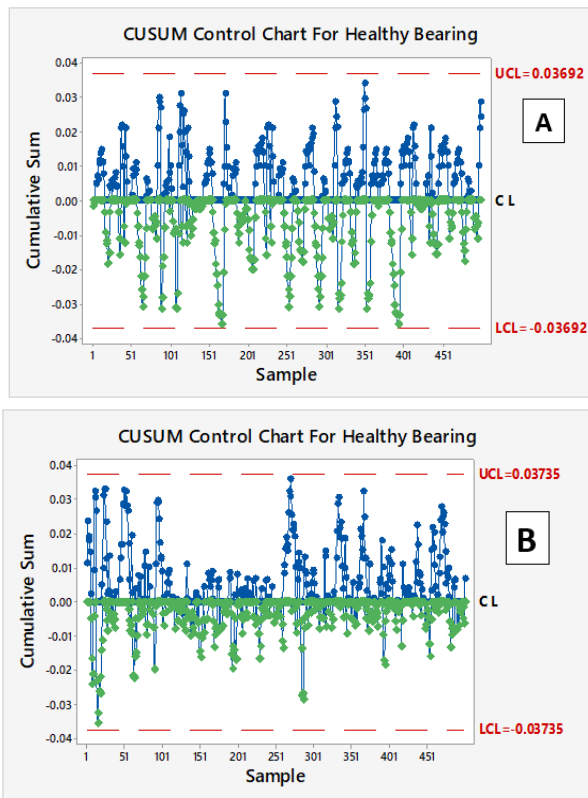 CUSUM Control Chart For Healthy Bearing
0.04
0.03
0.02
0.01
0.00
-0.01
-0.02
-0.03
-0.04
Cumulative Sum
UCL=0.03692
A
CL
LCL=-0.03692
1 51 101 151 201 251 301 351 401 451
Sample
CUSUM Control Chart For Healthy Bearing
0.04
0.03
0.02
0.01
0.00
-0.01
-0.02
-0.03
-0.04
Cumulative Sum
UCL=0.03735
B
CL
LCL=-0.03735
1 51 101 151 201 251 301 351 401 451
Sample